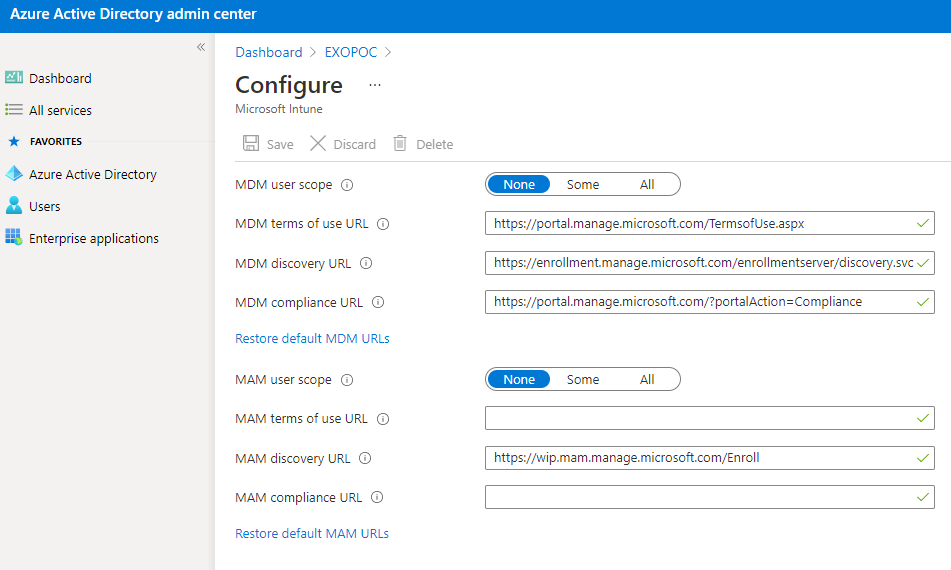 Azure Active Directory admin center
«
Dashboard
All services
FAVORITES
Azure Active Directory
Users
Enterprise applications
Dashboard > EXOPOC >
Configure ...
Microsoft Intune
Save Discard Delete
MDM user scope None Some All
MDM terms of use URL https://portal.manage.microsoft.com/TermsofUse.aspx
MDM discovery URL https://enrollment.manage.microsoft.com/enrollmentserver/discovery.svc
MDM compliance URL https://portal.manage.microsoft.com/?portalAction=Compliance
Restore default MDM URLs
MAM user scope None Some All
MAM terms of use URL
MAM discovery URL https://wip.mam.manage.microsoft.com/Enroll
MAM compliance URL
Restore default MAM URLs